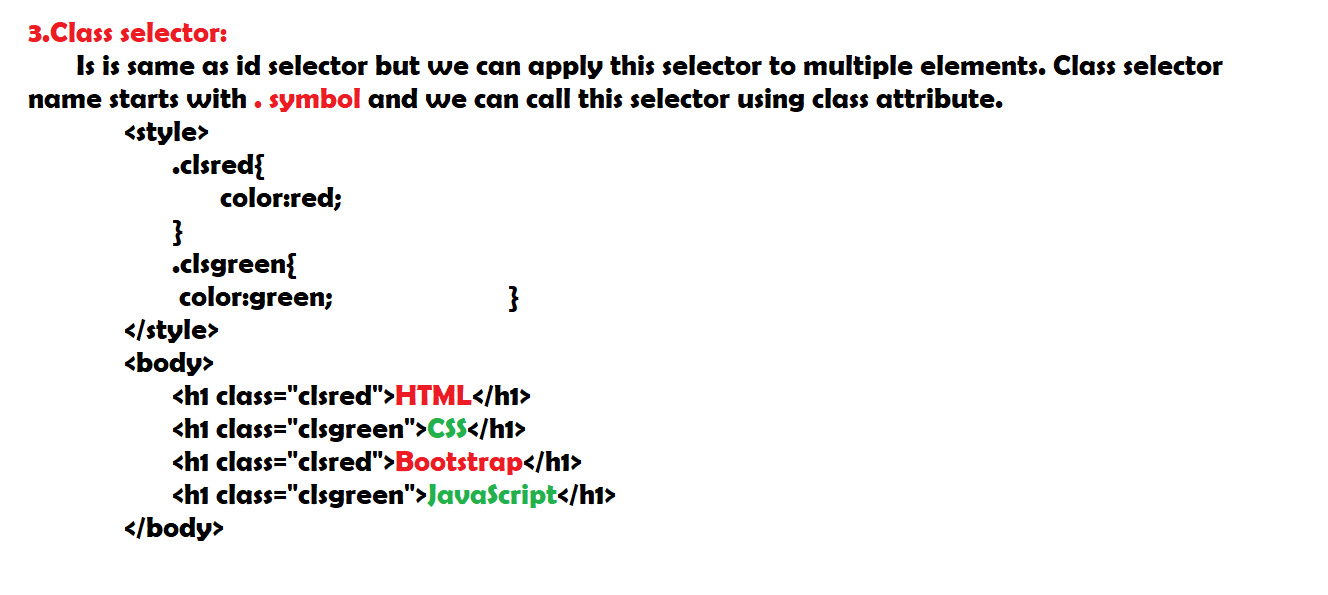 3.Class selector:
Is is same as id selector but we can apply this selector to multiple elements. Class selector
name starts with . symbol and we can call this selector using class attribute.
<style>
.clsred{
color:red;
}
.clsgreen{
color:green; }
</style>
<body>
<h1 class="clsred">HTML</h1>
<h1 class="clsgreen">CSS</h1>
<h1 class="clsred">Bootstrap</h1>
<h1 class="clsgreen">JavaScript</h1>
</body>